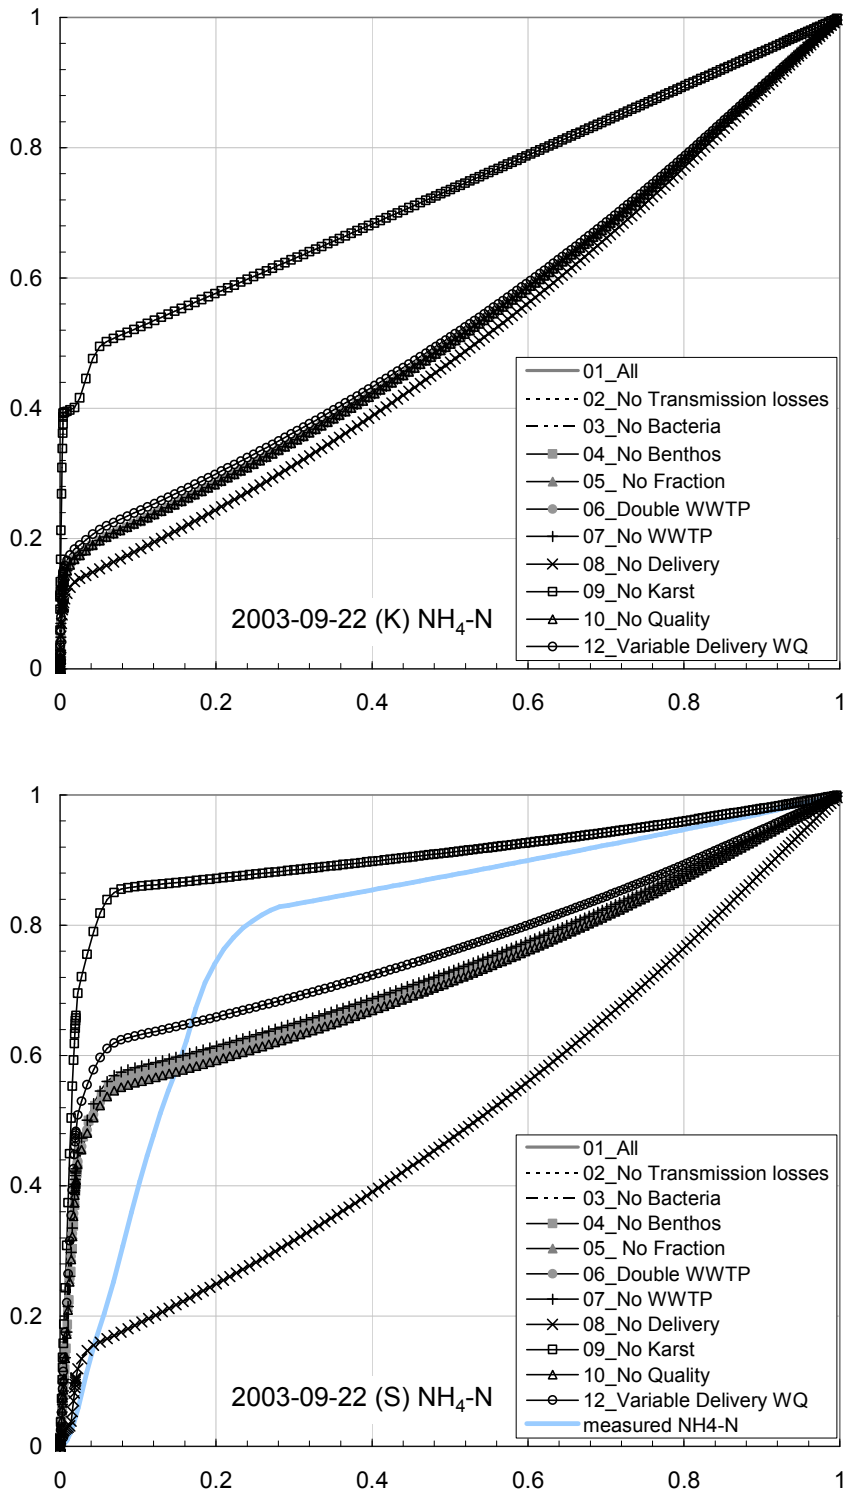 1
0.8
0.6
0.4
0.2
0
01_All
02_No Transmission losses
03_No Bacteria
04_No Benthos
05_ No Fraction
06_Double WWTP
07_No WWTP
08_No Delivery
09_No Karst
10_No Quality
12_Variable Delivery WQ
2003-09-22 (K) NH₄-N
0 0.2 0.4 0.6 0.8 1
1
0.8
0.6
0.4
0.2
0
01_All
02_No Transmission losses
03_No Bacteria
04_No Benthos
05_ No Fraction
06_Double WWTP
07_No WWTP
08_No Delivery
09_No Karst
10_No Quality
12_Variable Delivery WQ
measured NH4-N
2003-09-22 (S) NH₄-N
0 0.2 0.4 0.6 0.8 1